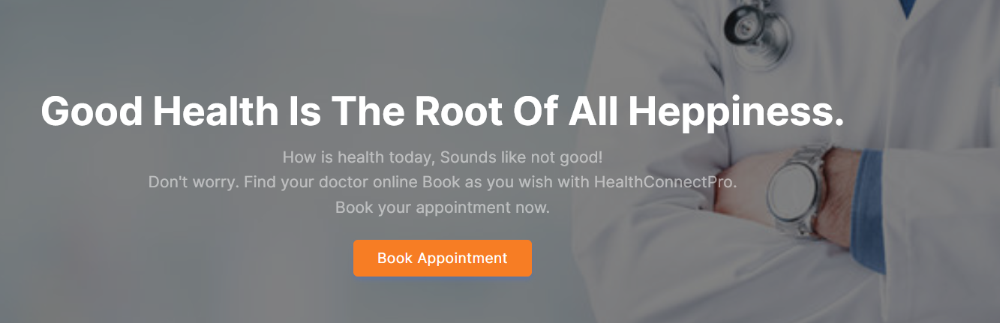 Good Health Is The Root Of All Heppiness.
How is health today, Sounds like not good!
Don't worry. Find your doctor online Book as you wish with HealthConnectPro.
Book your appointment now.
Book Appointment